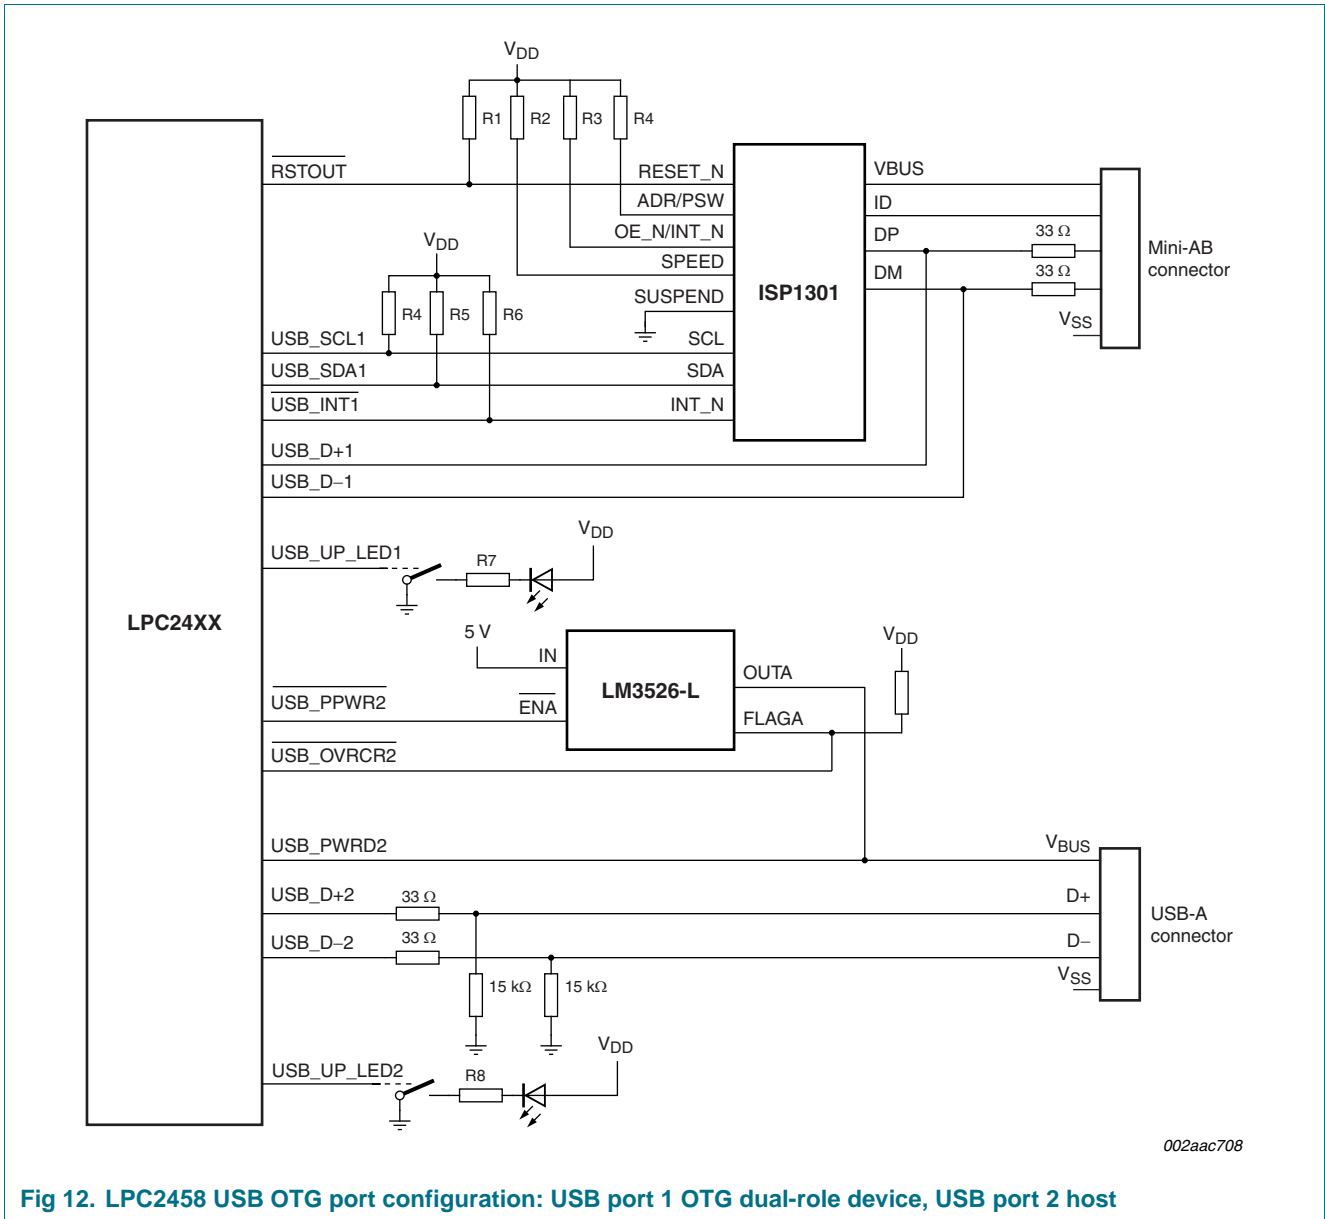 VDD
R1
R2
R3
R4
RSTOUT
RESET_N
ADR/PSW
OE_N/INT_N
SPEED
SUSPEND
VDD
R4
R5
R6
USB_SCL1
SCL
USB_SDA1
SDA
USB_INT1
INT_N
USB_D+1
USB_D−1
ISP1301
VBUS
ID
DP
33 Ω
DM
33 Ω
VSS
Mini-AB
connector
USB_UP_LED1
R7
VDD
LPC24XX
5 V
IN
LM3526-L
OUTA
VDD
USB_PPWR2
ENA
FLAGA
USB_OVRCR2
USB_PWRD2
VBUS
USB_D+2
33 Ω
D+
USB_D−2
33 Ω
D−
VSS
USB-A
connector
15 kΩ
15 kΩ
USB_UP_LED2
R8
VDD
002aac708
Fig 12. LPC2458 USB OTG port configuration: USB port 1 OTG dual-role device, USB port 2 host